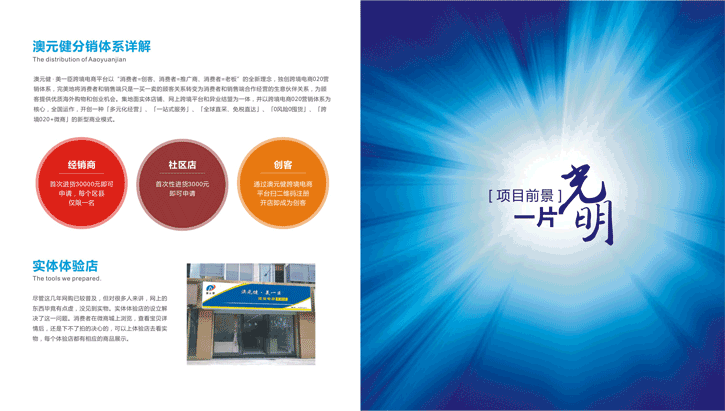 澳元健分销体系详解
The distribution of Aaoyuanjian
澳元健·美一臣跨境电商平台以“消费者=创客、消费者=推广商、消费者=老板”的全新理念，独创跨境电商020营
销体系，完美地将消费者和销售端只是一买一卖的顾客关系转变为消费者和销售端合作经营的生意伙伴关系，为顾
客提供优质海外购物和创业机会。集地面实体店铺、网上跨境平台和异业结盟为一体，并以跨境电商020营销体系为
核心，全国运作，开创一种「多元化经营」、「一站式服务」、「全球直采、免税直达」、「0风险0囤货」、「跨
境020+微商」的新型商业模式。
经销商
首次进货30000元即可
申请，每个区县
仅限一名
社区店
首次性进货3000元
即可申请
创客
通过澳元健跨境电商
平台扫二维码注册
开店即成为创客
实体体验店
The tools we prepared.
尽管这几年网购已较普及，但对很多人来讲，网上的
东西毕竟有点虚，没见到实物。实体体验店的设立解
决了这一问题。消费者在微商城上浏览，查看宝贝详
情后，还是下不了拍的决心的，可以上体验店去看实
物，每个体验店都有相应的商品展示。
澳元健·美一臣
[项目前景]
一片光明